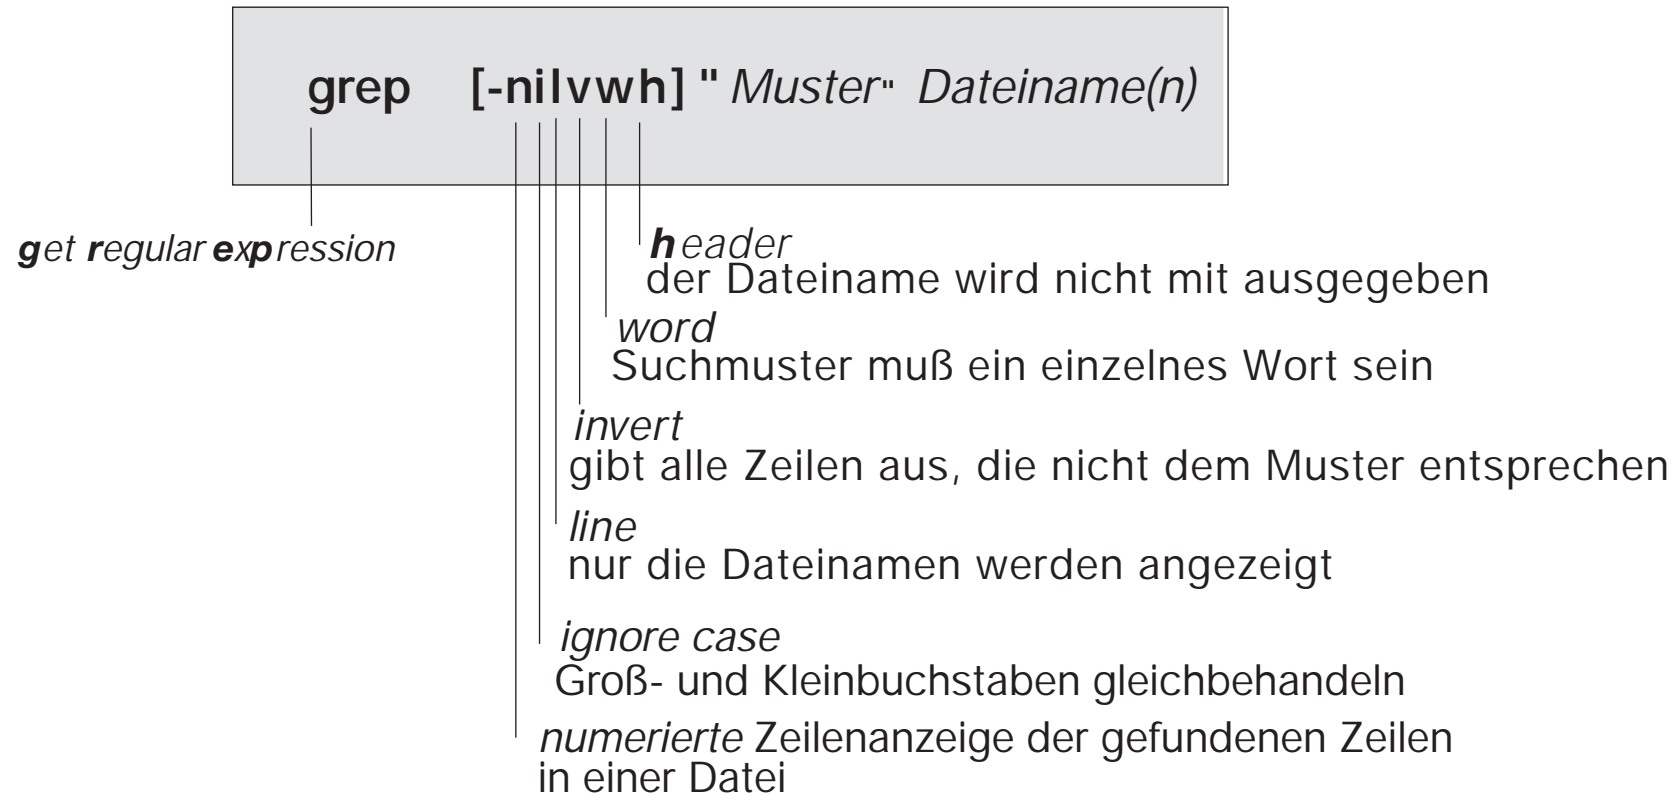 grep [-nilvwh] " Muster" Dateiname(n)
get regular expression
header
der Dateiname wird nicht mit ausgegeben
word
Suchmuster muß ein einzelnes Wort sein
invert
gibt alle Zeilen aus, die nicht dem Muster entsprechen
line
nur die Dateinamen werden angezeigt
ignore case
Groß- und Kleinbuchstaben gleichbehandeln
numerierte Zeilenanzeige der gefundenen Zeilen
in einer Datei